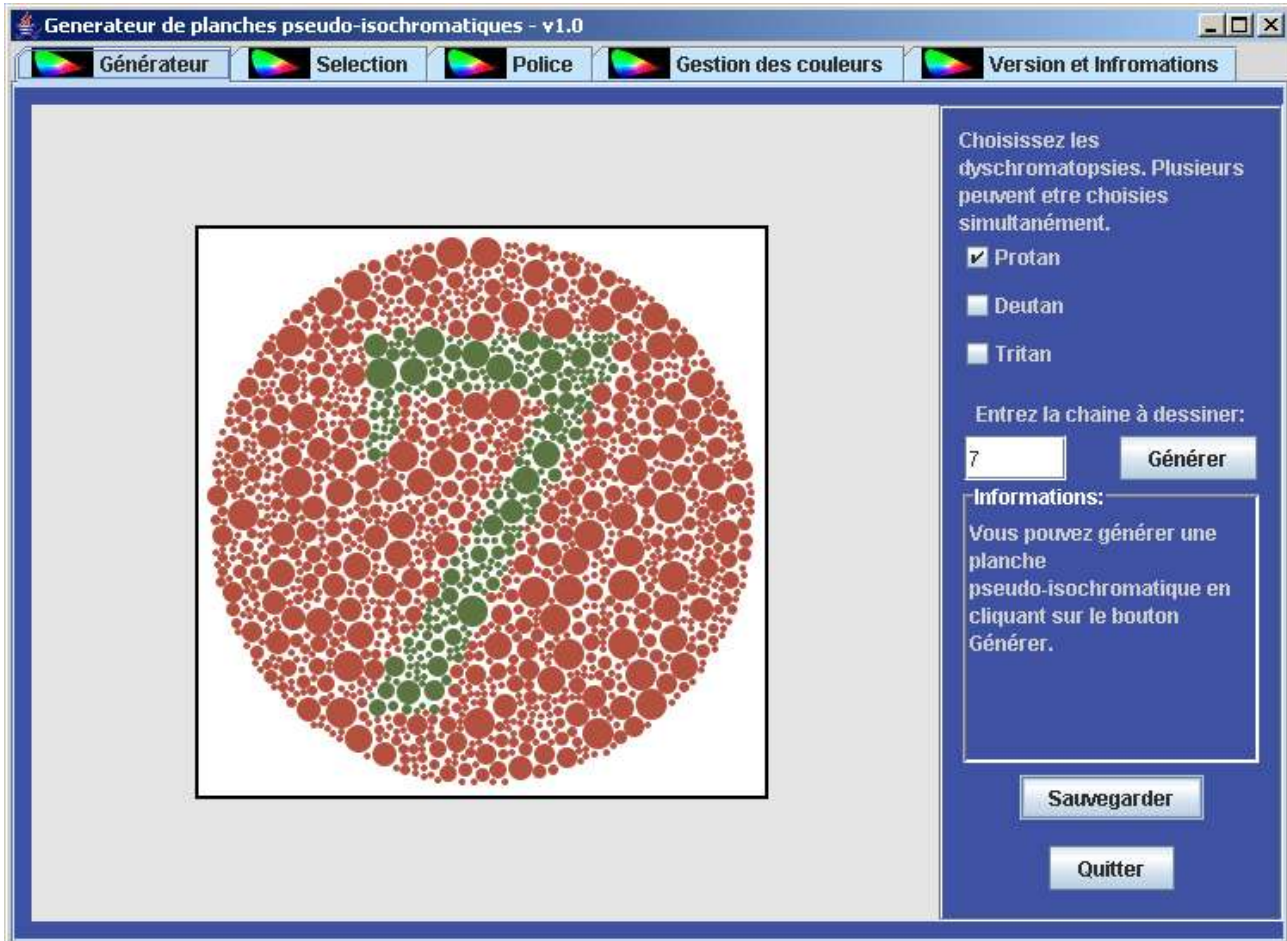 Generateur de planches pseudo-isochromatiques - v1.0
Générateur Selection Police Gestion des couleurs Version et Infromations
Choisissez les
dyschromatopsies. Plusieurs
peuvent etre choisies
simultanément.
Protan
Deutan
Tritan
Entrez la chaine à dessiner:
7 Générer
Informations:
Vous pouvez générer une
planche
pseudo-isochromatique en
cliquant sur le bouton
Générer.
Sauvegarder
Quitter
7